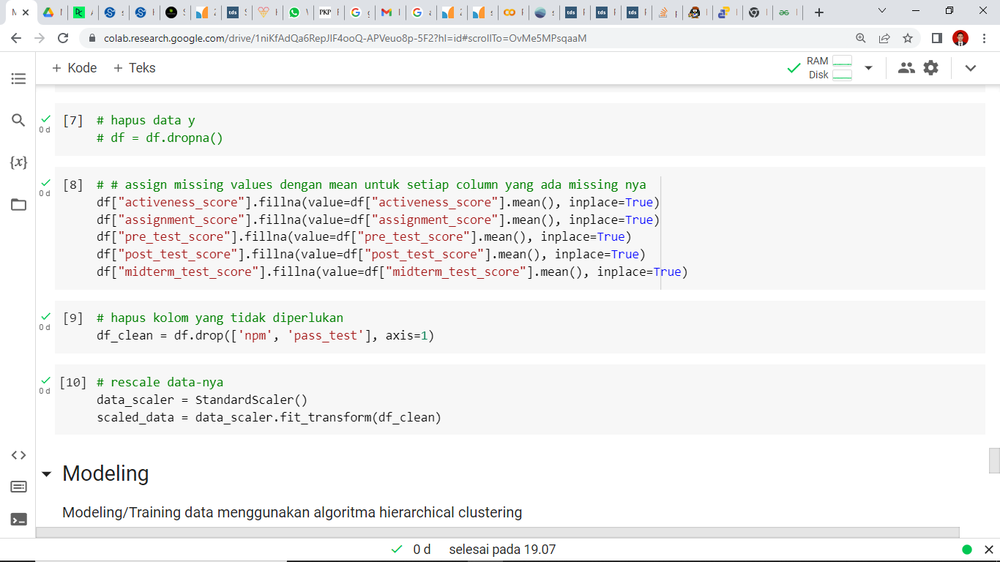 colab.research.google.com/drive/1niKfAdQa6RepJIF4ooQ-APVeuo8p-5F2?hl=id#scrollTo=OvMe5MPsqaaM
+ Kode + Teks
RAM
Disk
[7] # hapus data y
# df = df.dropna()
0 d
[8] # # assign missing values dengan mean untuk setiap column yang ada missing nya
0 d
df["activeness_score"].fillna(value=df["activeness_score"].mean(), inplace=True)
df["assignment_score"].fillna(value=df["assignment_score"].mean(), inplace=True)
df["pre_test_score"].fillna(value=df["pre_test_score"].mean(), inplace=True)
df["post_test_score"].fillna(value=df["post_test_score"].mean(), inplace=True)
df["midterm_test_score"].fillna(value=df["midterm_test_score"].mean(), inplace=True)
[9] # hapus kolom yang tidak diperlukan
0 d
df_clean = df.drop(['npm', 'pass_test'], axis=1)
[10] # rescale data-nya
0 d
data_scaler = StandardScaler()
scaled_data = data_scaler.fit_transform(df_clean)
Modeling
Modeling/Training data menggunakan algoritma hierarchical clustering
0 d selesai pada 19.07